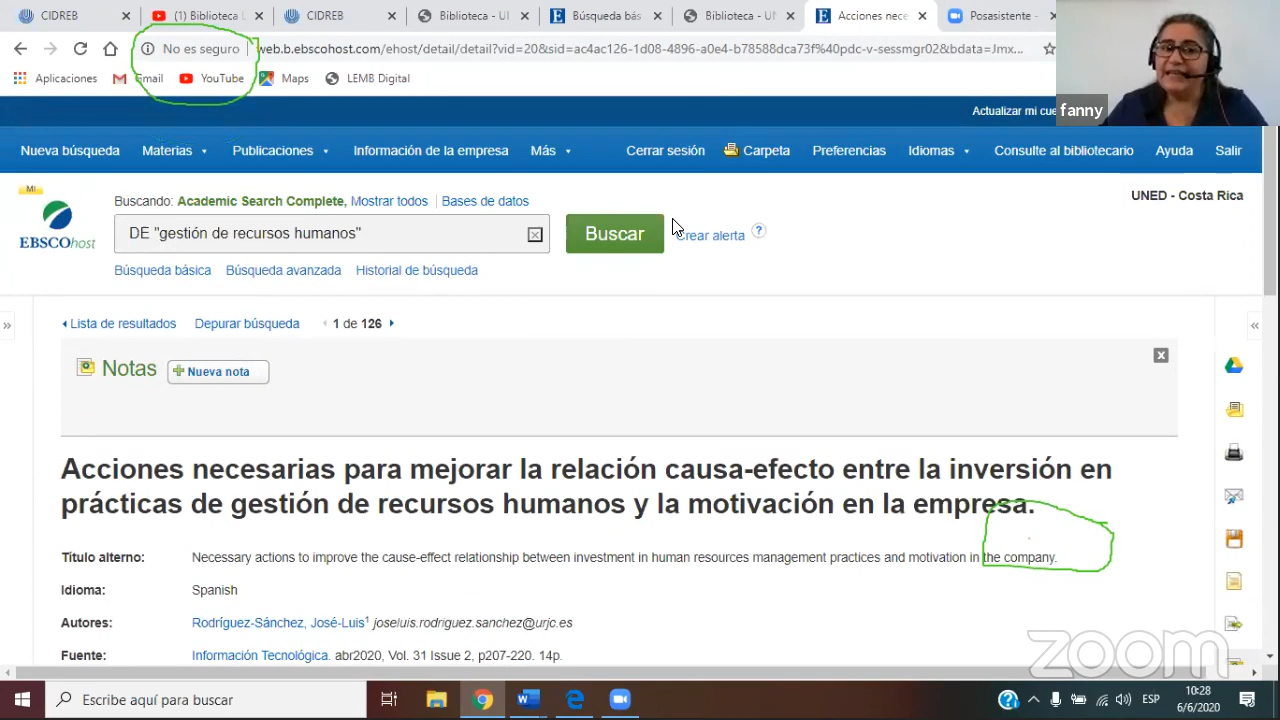 CIDREB (1) Biblioteca CIDREB Biblioteca - UN Búsqueda bás Biblioteca - UN Acciones nece Posasistente -
No es seguro web.b.ebscohost.com/ehost/detail/detail?vid=20&sid=ac4ac126-1d08-4896-a0e4-b78588dca73f%40pdc-v-sessmgr02&bdata=Jmx...
Aplicaciones Gmail YouTube Maps LEMB Digital
fanny
Actualizar mi cue
Nueva búsqueda Materias Publicaciones Información de la empresa Más Cerrar sesión Carpeta Preferencias Idiomas Consulte al bibliotecario Ayuda Salir
MI
EBSCOhost
Buscando: Academic Search Complete, Mostrar todos Bases de datos
UNED - Costa Rica
DE "gestión de recursos humanos"
Buscar
Crear alerta ?
Búsqueda básica Búsqueda avanzada Historial de búsqueda
Lista de resultados Depurar búsqueda 1 de 126
Notas Nueva nota
Acciones necesarias para mejorar la relación causa-efecto entre la inversión en
prácticas de gestión de recursos humanos y la motivación en la empresa.
Título alterno: Necessary actions to improve the cause-effect relationship between investment in human resources management practices and motivation in the company.
Idioma: Spanish
Autores: Rodríguez-Sánchez, José-Luis1 joseluis.rodriguez.sanchez@urjc.es
Fuente: Información Tecnológica. abr2020, Vol. 31 Issue 2, p207-220. 14p.
zoom
Escribe aquí para buscar
ESP
10:28
6/6/2020